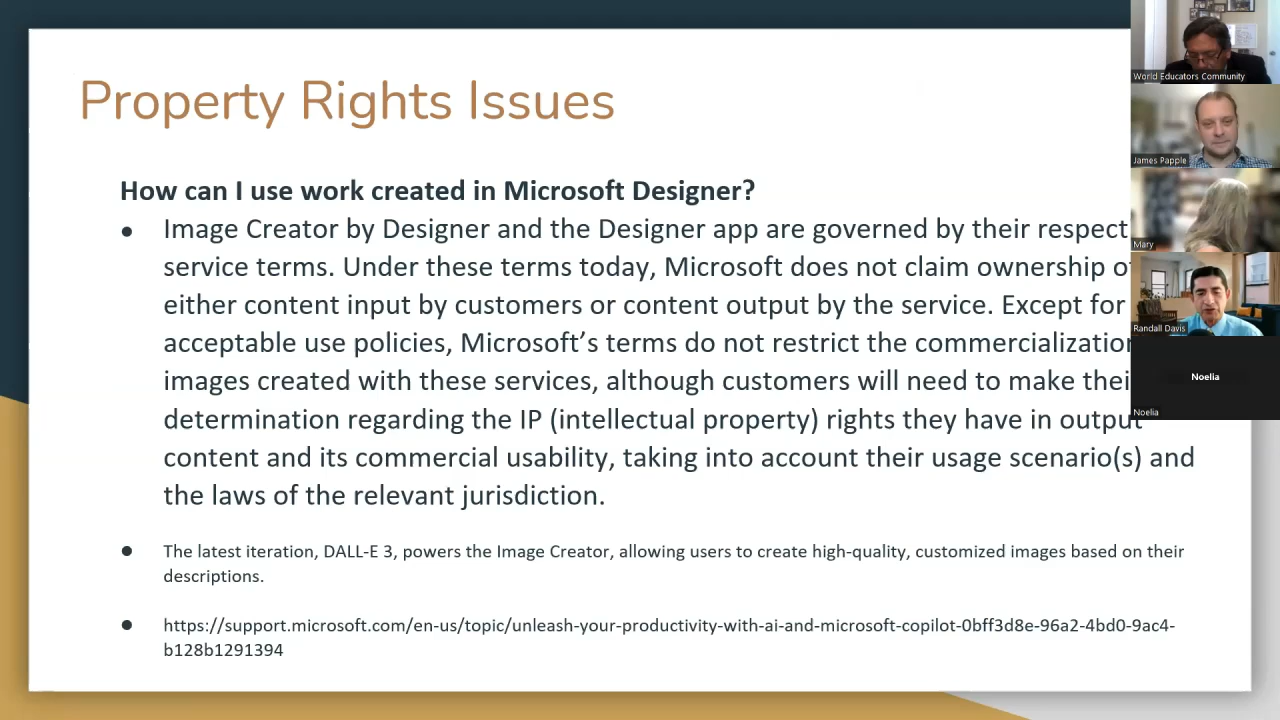 Property Rights Issues
How can I use work created in Microsoft Designer?
● Image Creator by Designer and the Designer app are governed by their respect
service terms. Under these terms today, Microsoft does not claim ownership o
either content input by customers or content output by the service. Except for
acceptable use policies, Microsoft’s terms do not restrict the commercialization
images created with these services, although customers will need to make thei
determination regarding the IP (intellectual property) rights they have in output
content and its commercial usability, taking into account their usage scenario(s) and
the laws of the relevant jurisdiction.
● The latest iteration, DALL-E 3, powers the Image Creator, allowing users to create high-quality, customized images based on their
descriptions.
● https://support.microsoft.com/en-us/topic/unleash-your-productivity-with-ai-and-microsoft-copilot-0bff3d8e-96a2-4bd0-9ac4-
b128b1291394
World Educators Community
James Papple
Mary
Randall Davis
Noelia
Noelia